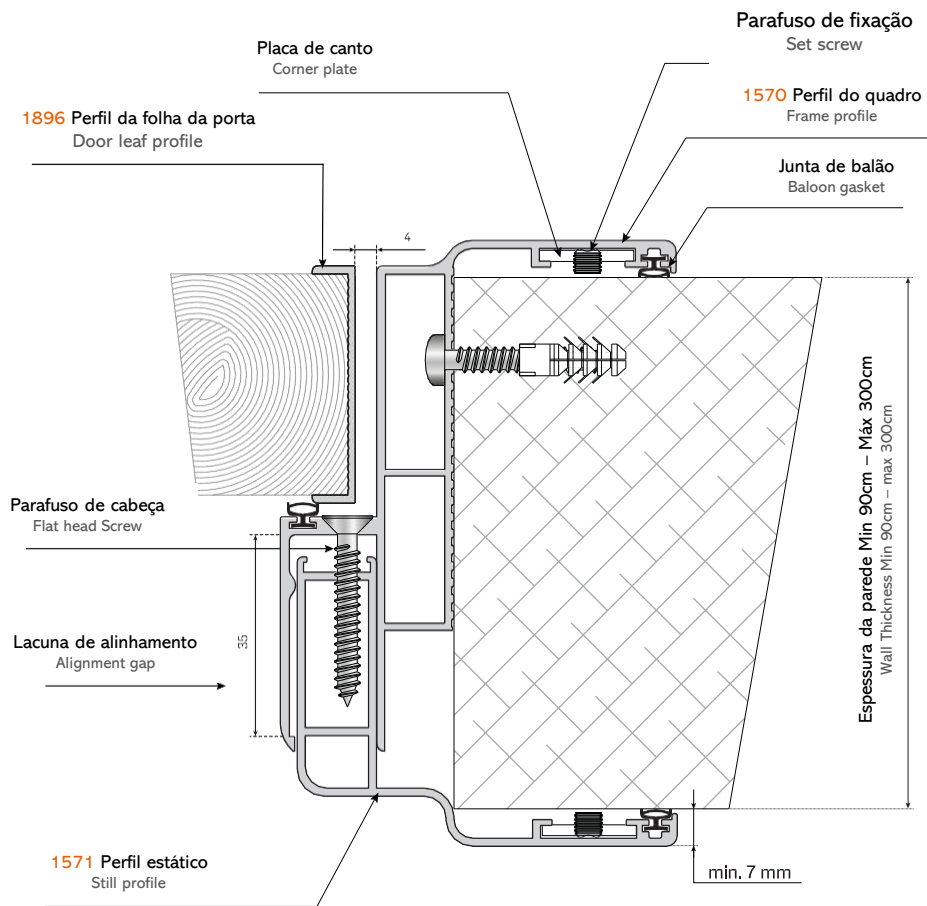 Parafuso de fixação
Set screw
Placa de canto
Corner plate
1570 Perfil do quadro
Frame profile
1896 Perfil da folha da porta
Door leaf profile
Junta de balão
Baloon gasket
4
Espessura da parede Min 90cm – Máx 300cm
Wall Thickness Min 90cm – max 300cm
Parafuso de cabeça
Flat head Screw
35
Lacuna de alinhamento
Alignment gap
1571 Perfil estático
Still profile
min. 7 mm